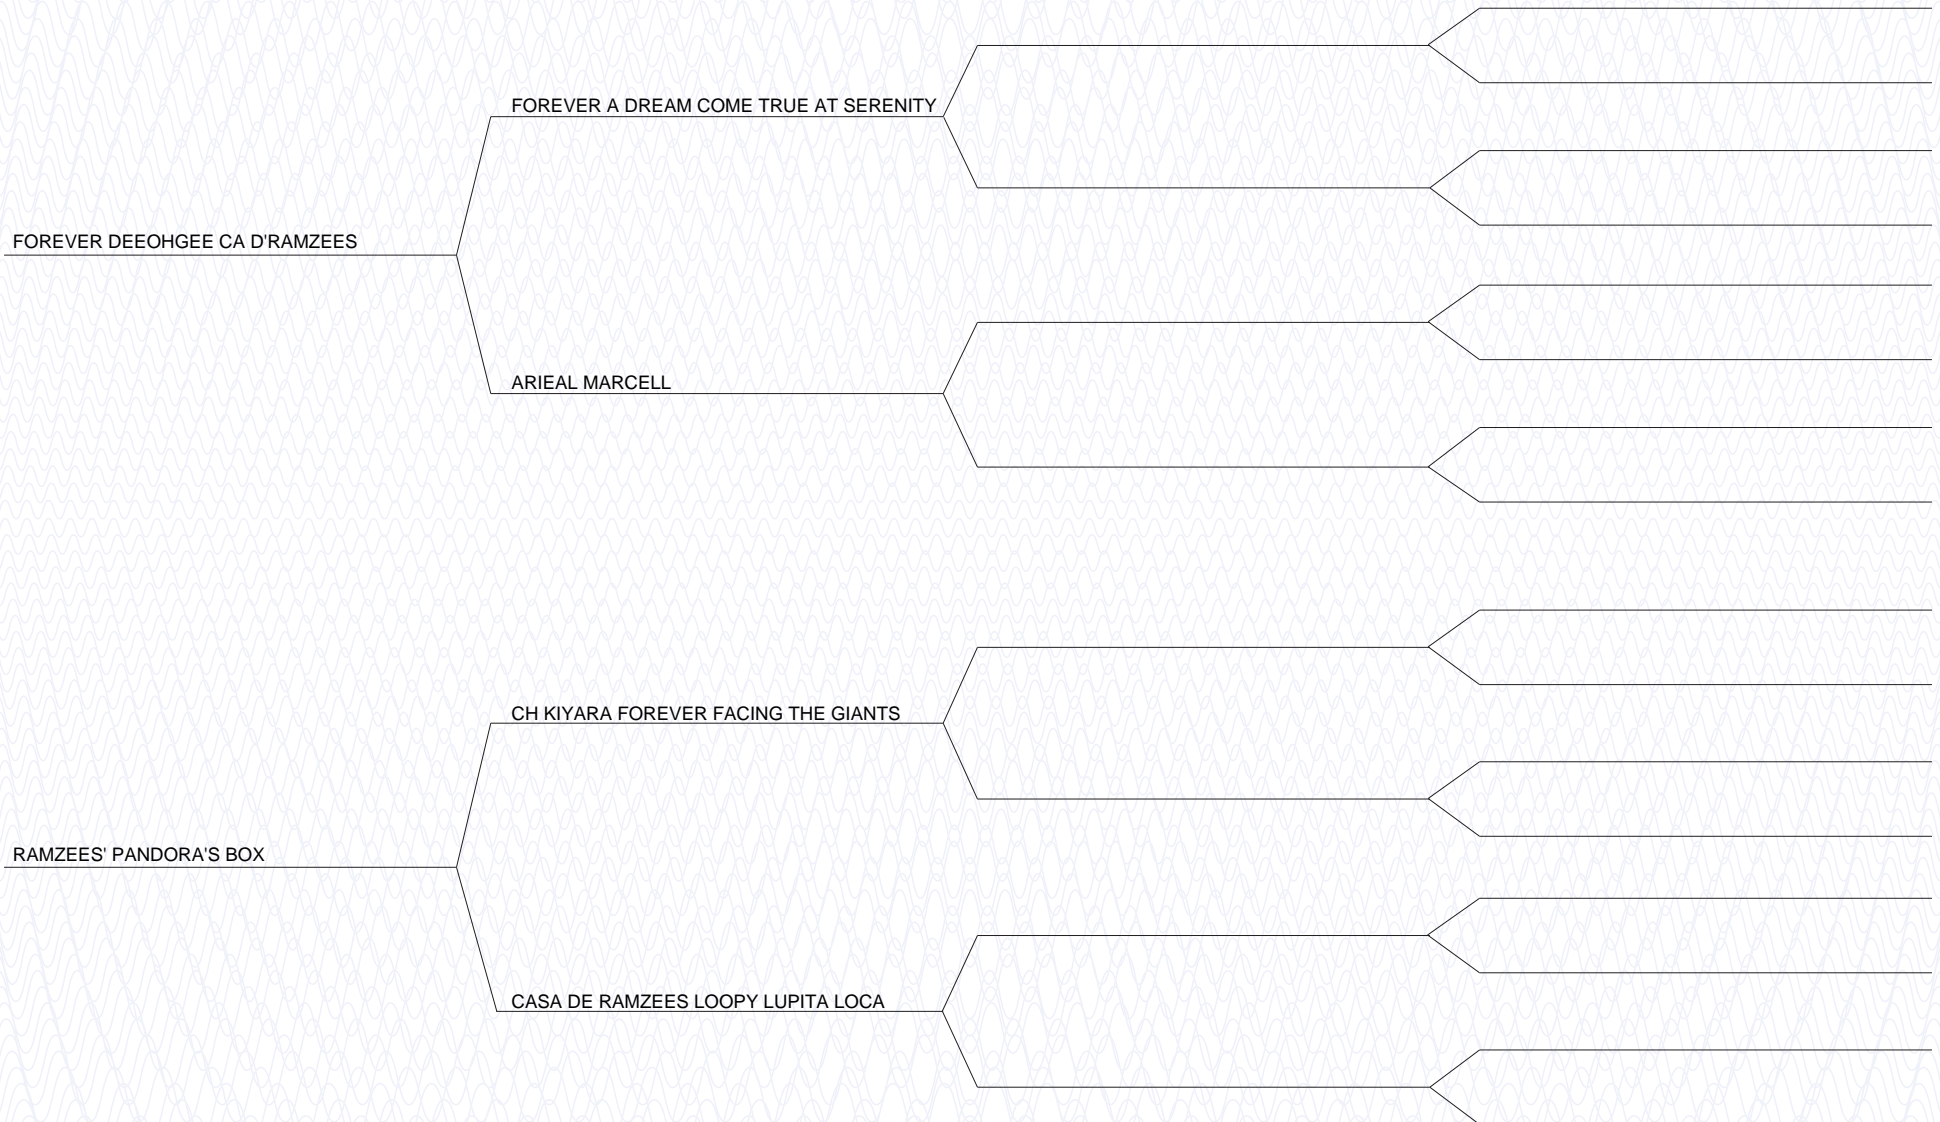 FOREVER A DREAM COME TRUE AT SERENITY
FOREVER DEEOHGEE CA D'RAMZEES
ARIEAL MARCELL
CH KIYARA FOREVER FACING THE GIANTS
RAMZEES' PANDORA'S BOX
CASA DE RAMZEES LOOPY LUPITA LOCA